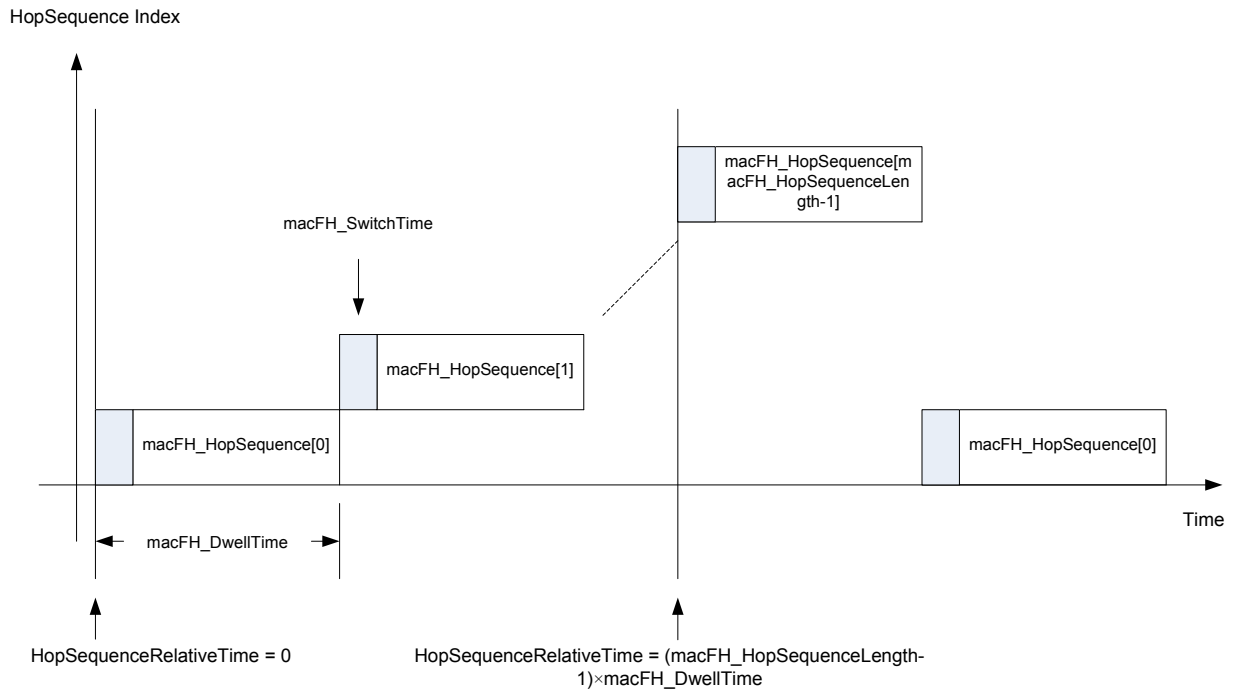 HopSequence Index
macFH_HopSequence[m
acFH_HopSequenceLen
gth-1]
macFH_SwitchTime
macFH_HopSequence[1]
macFH_HopSequence[0]
macFH_HopSequence[0]
Time
macFH_DwellTime
HopSequenceRelativeTime = 0
HopSequenceRelativeTime = (macFH_HopSequenceLength-
1)×macFH_DwellTime